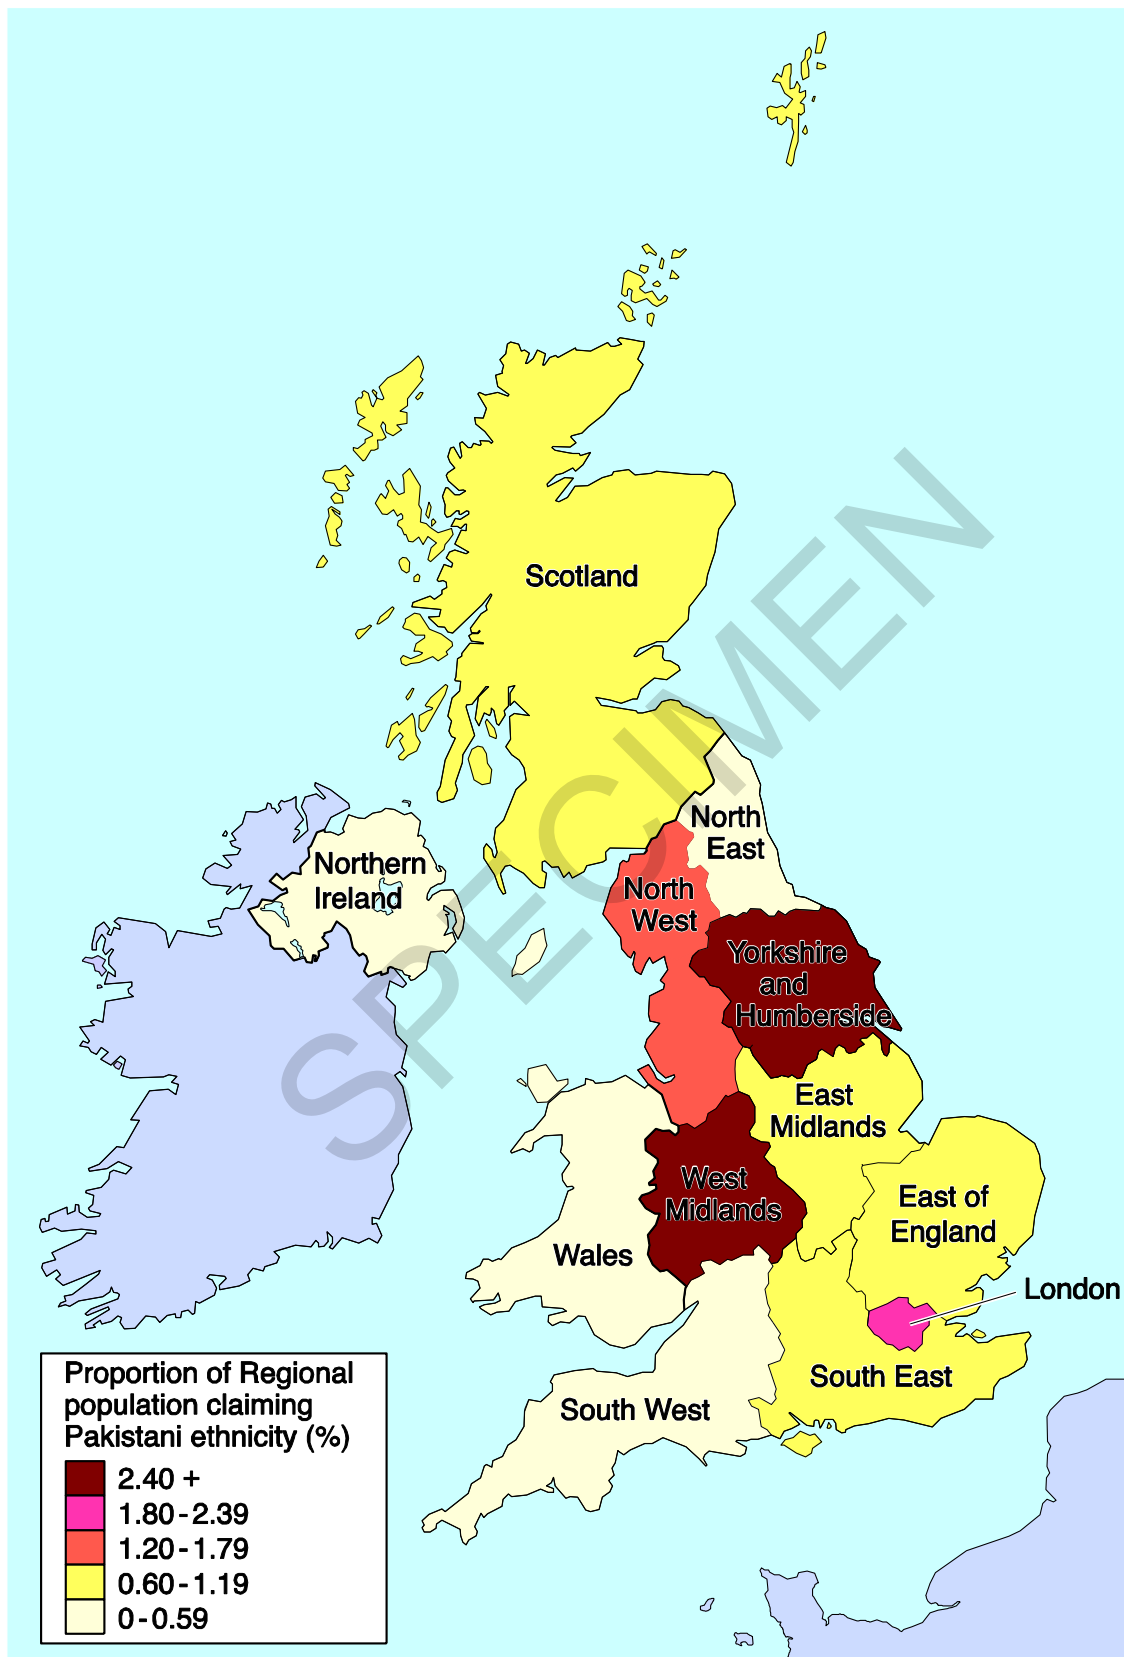 Scotland
North
East
Northern
Ireland
North
West
Yorkshire
and
Humberside
East
Midlands
West
Midlands
East of
England
Wales
London
South East
South West
Proportion of Regional
population claiming
Pakistani ethnicity (%)
2.40 +
1.80 - 2.39
1.20 - 1.79
0.60 - 1.19
0 - 0.59
SPECIMEN